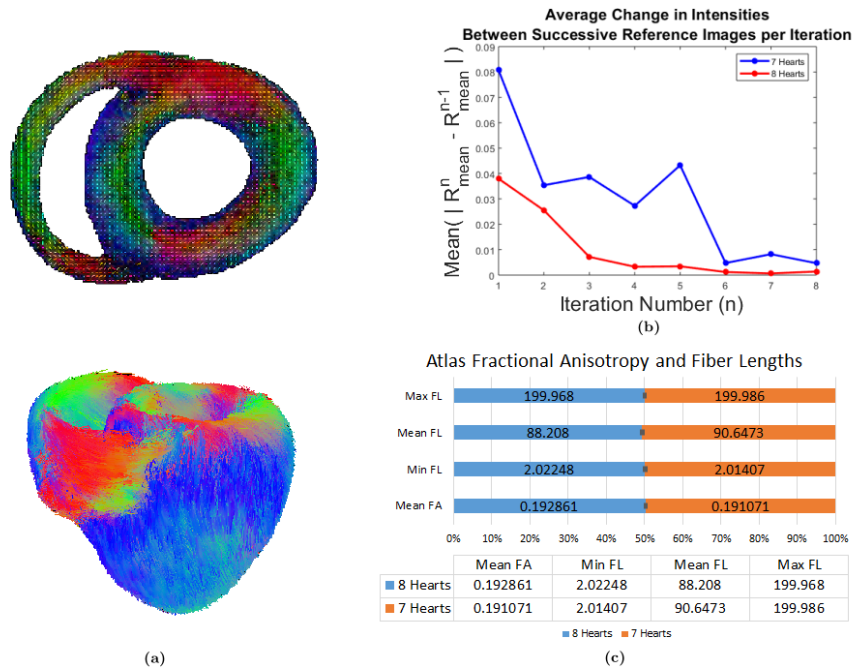 Average Change in Intensities
Between Successive Reference Images per Iteration
Mean( | R^n_mean - R^n-1_mean | )
0.09
0.08
0.07
0.06
0.05
0.04
0.03
0.02
0.01
0
7 Hearts
8 Hearts
1 2 3 4 5 6 7 8
Iteration Number (n)
(b)
Atlas Fractional Anisotropy and Fiber Lengths
Max FL 199.968 199.986
Mean FL 88.208 90.6473
Min FL 2.02248 2.01407
Mean FA 0.192861 0.191071
0% 10% 20% 30% 40% 50% 60% 70% 80% 90% 100%
Mean FA Min FL Mean FL Max FL
8 Hearts 0.192861 2.02248 88.208 199.968
7 Hearts 0.191071 2.01407 90.6473 199.986
8 Hearts 7 Hearts
(a)
(c)